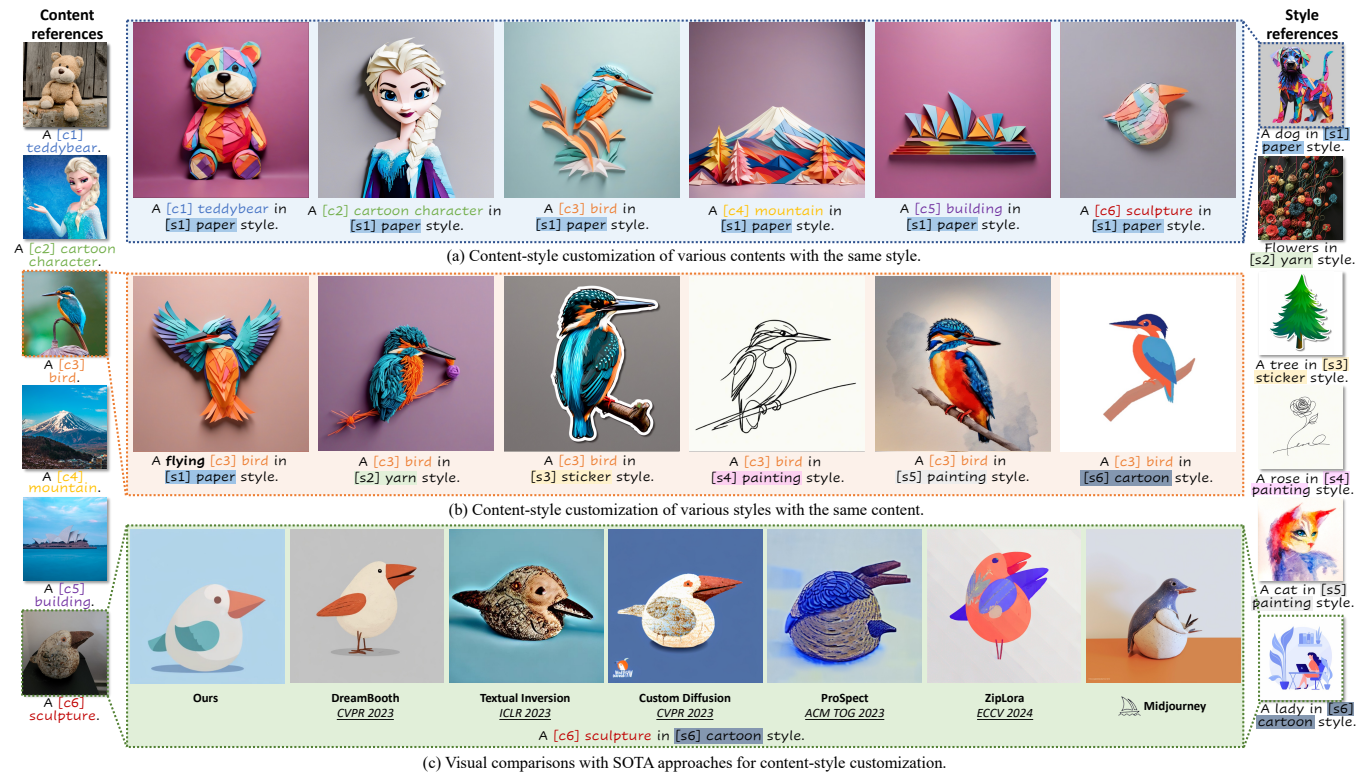 Content
references
A [c1]
teddybear.
A [c2] cartoon
character.
A [c3]
bird.
A [c4]
mountain.
A [c5]
building.
A [c6]
sculpture.
A [c1] teddybear in
[s1] paper style.
A [c2] cartoon character in
[s1] paper style.
A [c3] bird in
[s1] paper style.
A [c4] mountain in
[s1] paper style.
A [c5] building in
[s1] paper style.
A [c6] sculpture in
[s1] paper style.
(a) Content-style customization of various contents with the same style.
A flying [c3] bird in
[s1] paper style.
A [c3] bird in
[s2] yarn style.
A [c3] bird in
[s3] sticker style.
A [c3] bird in
[s4] painting style.
A [c3] bird in
[s5] painting style.
A [c3] bird in
[s6] cartoon style.
(b) Content-style customization of various styles with the same content.
Ours
DreamBooth
CVPR 2023
Textual Inversion
ICLR 2023
Custom Diffusion
CVPR 2023
ProSpect
ACM TOG 2023
ZipLora
ECCV 2024
Midjourney
A [c6] sculpture in [s6] cartoon style.
(c) Visual comparisons with SOTA approaches for content-style customization.
Style
references
A dog in [s1]
paper style.
Flowers in
[s2] yarn style.
A tree in [s3]
sticker style.
A rose in [s4]
painting style.
A cat in [s5]
painting style.
A lady in [s6]
cartoon style.